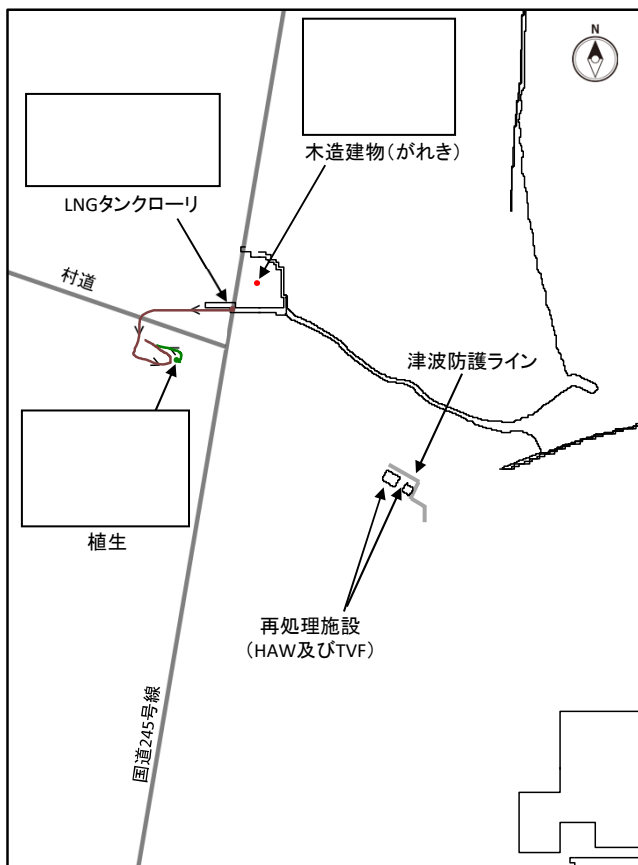 N
木造建物(がれき)
LNGタンクローリ
村道
津波防護ライン
植生
再処理施設
(HAW及びTVF)
国道245号線